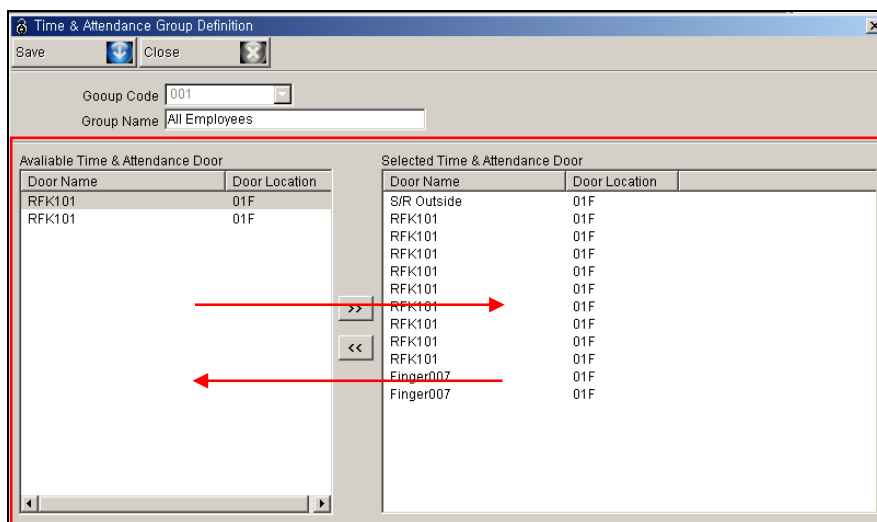 Time & Attendance Group Definition
Save Close
Gooup Code 001
Group Name All Employees
Avaliable Time & Attendance Door
Door Name Door Location
RFK101 01F
RFK101 01F
>>
<<
Selected Time & Attendance Door
Door Name Door Location
S/R Outside 01F
RFK101 01F
RFK101 01F
RFK101 01F
RFK101 01F
RFK101 01F
RFK101 01F
RFK101 01F
RFK101 01F
RFK101 01F
Finger007 01F
Finger007 01F